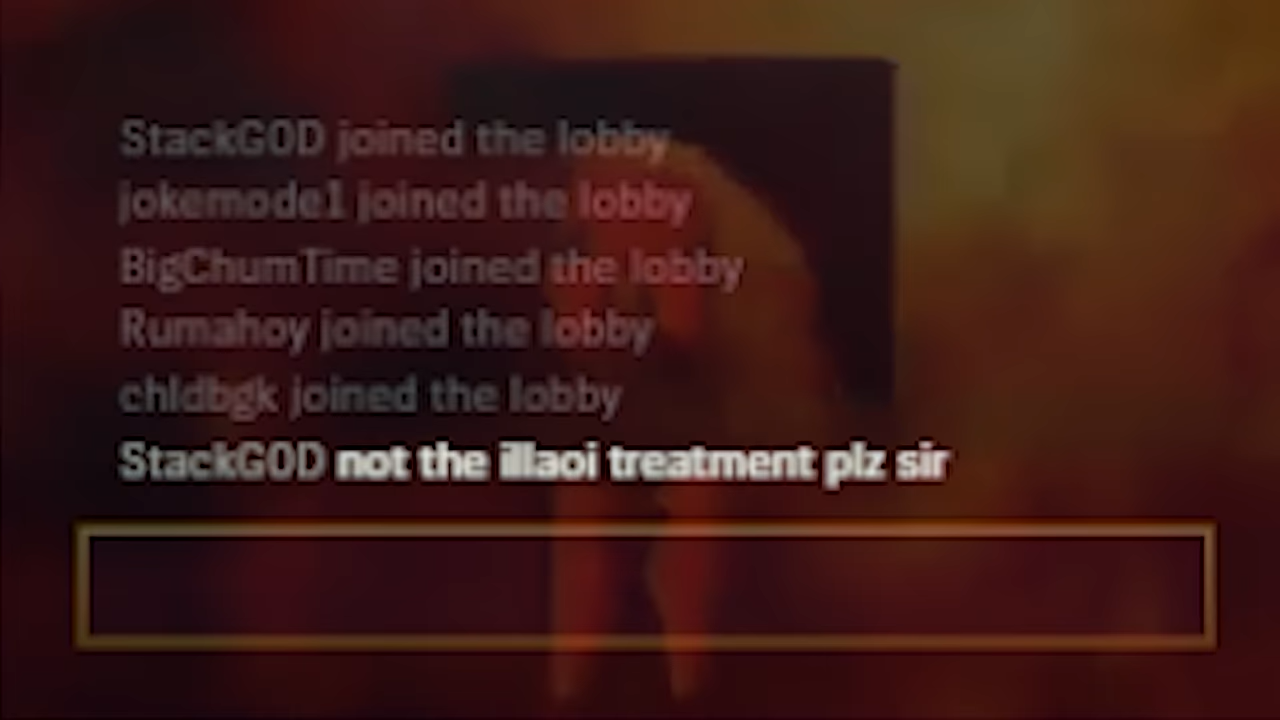 StackGOD joined the lobby
jokemode1 joined the lobby
BigChumTime joined the lobby
Rumahoy joined the lobby
chldbgk joined the lobby
StackGOD not the illaoi treatment plz sir